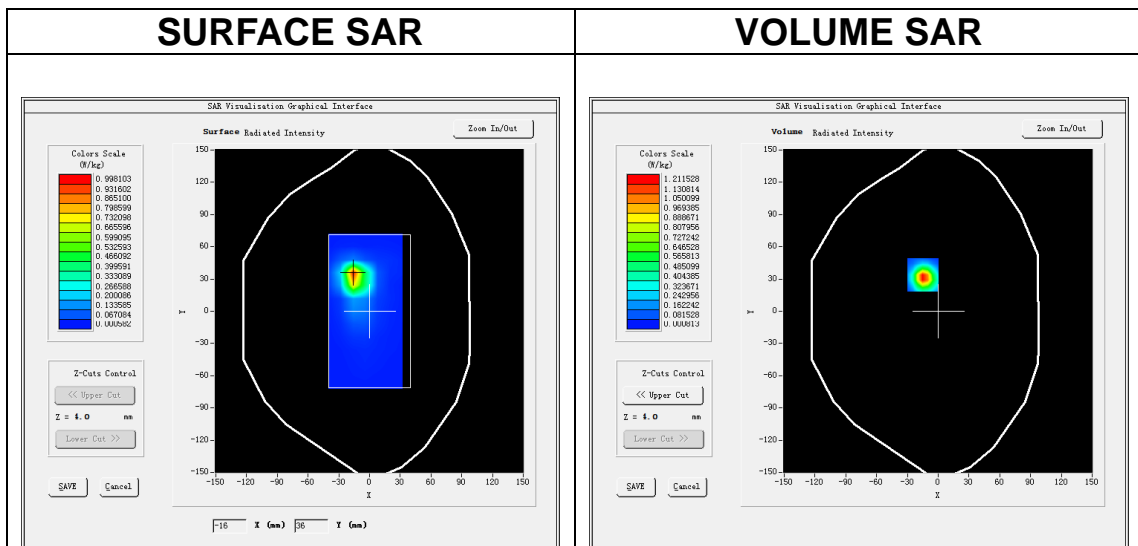 SURFACE SAR
VOLUME SAR
SAR Visualisation Graphical Interface
Surface Radiated Intensity
Zoom In/Out
Colors Scale
(W/kg)
0.998103
0.931602
0.865100
0.798599
0.732098
0.665596
0.599095
0.532593
0.466092
0.399591
0.333089
0.266588
0.200086
0.133585
0.067084
0.000582
150
120
90
60
30
0
-30
-60
-90
-120
-150
Y
-150 -120 -90 -60 -30 0 30 60 90 120 150
X
Z-Cuts Control
<< Upper Cut
Z = 4.0 mm
Lower Cut >>
SAVE Cancel
-16 X (mm) 36 Y (mm)
SAR Visualisation Graphical Interface
Volume Radiated Intensity
Zoom In/Out
Colors Scale
(W/kg)
1.211528
1.130814
1.050099
0.969385
0.888671
0.807956
0.727242
0.646528
0.565813
0.485099
0.404385
0.323671
0.242956
0.162242
0.081528
0.000813
150
120
90
60
30
0
-30
-60
-90
-120
-150
Y
-150 -120 -90 -60 -30 0 30 60 90 120 150
X
Z-Cuts Control
<< Upper Cut
Z = 4.0 mm
Lower Cut >>
SAVE Cancel